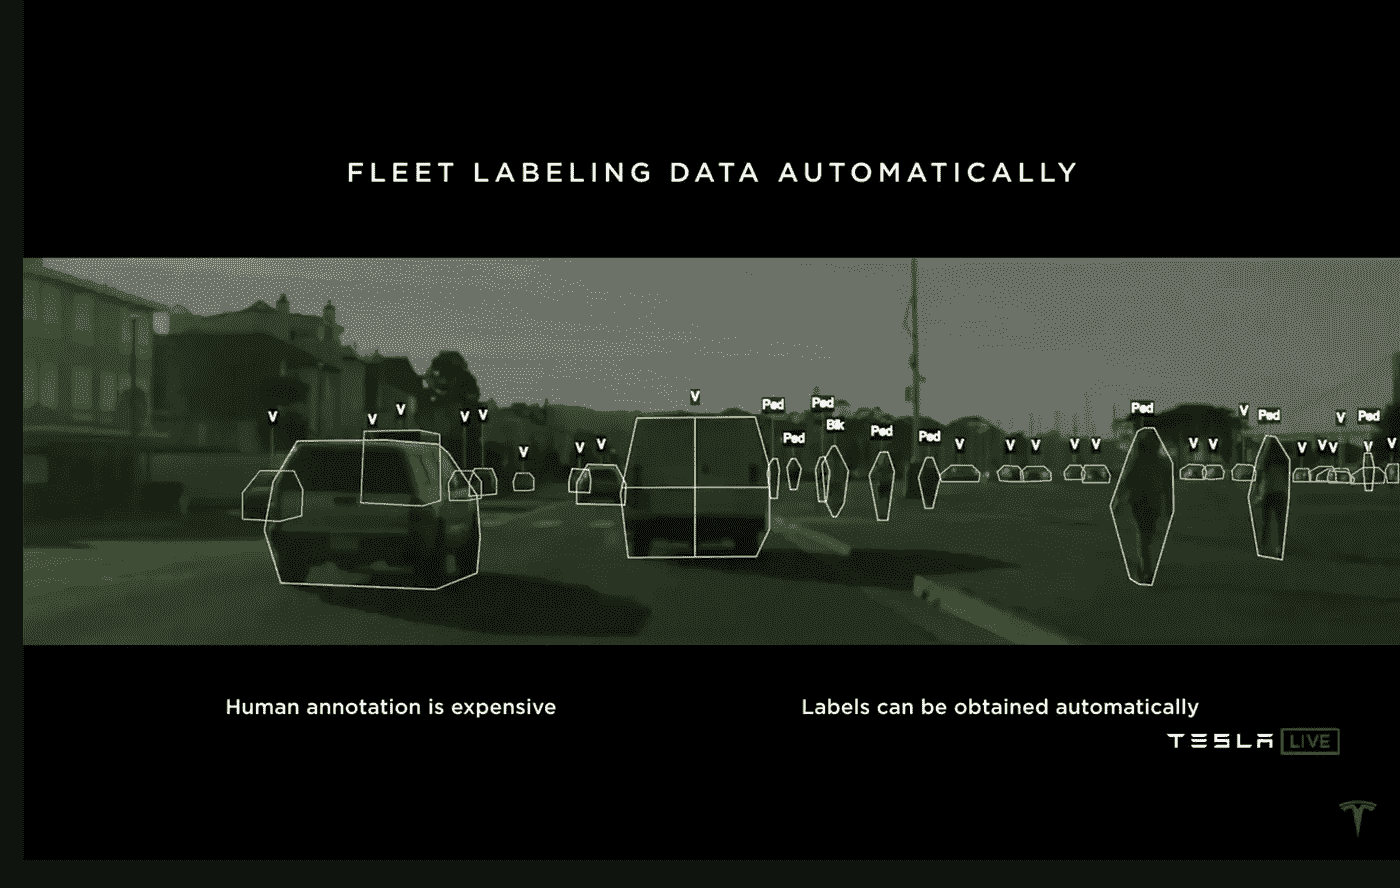 FLEET LABELING DATA AUTOMATICALLY
V
V
V
V
V
V
V
V
V
Ped
Ped
Ped
Blk
Ped
Ped
V
V
V
V
V
Ped
V
V
V
Ped
V
V
V
V
V
Ped
V
V
Human annotation is expensive
Labels can be obtained automatically
TESLA LIVE